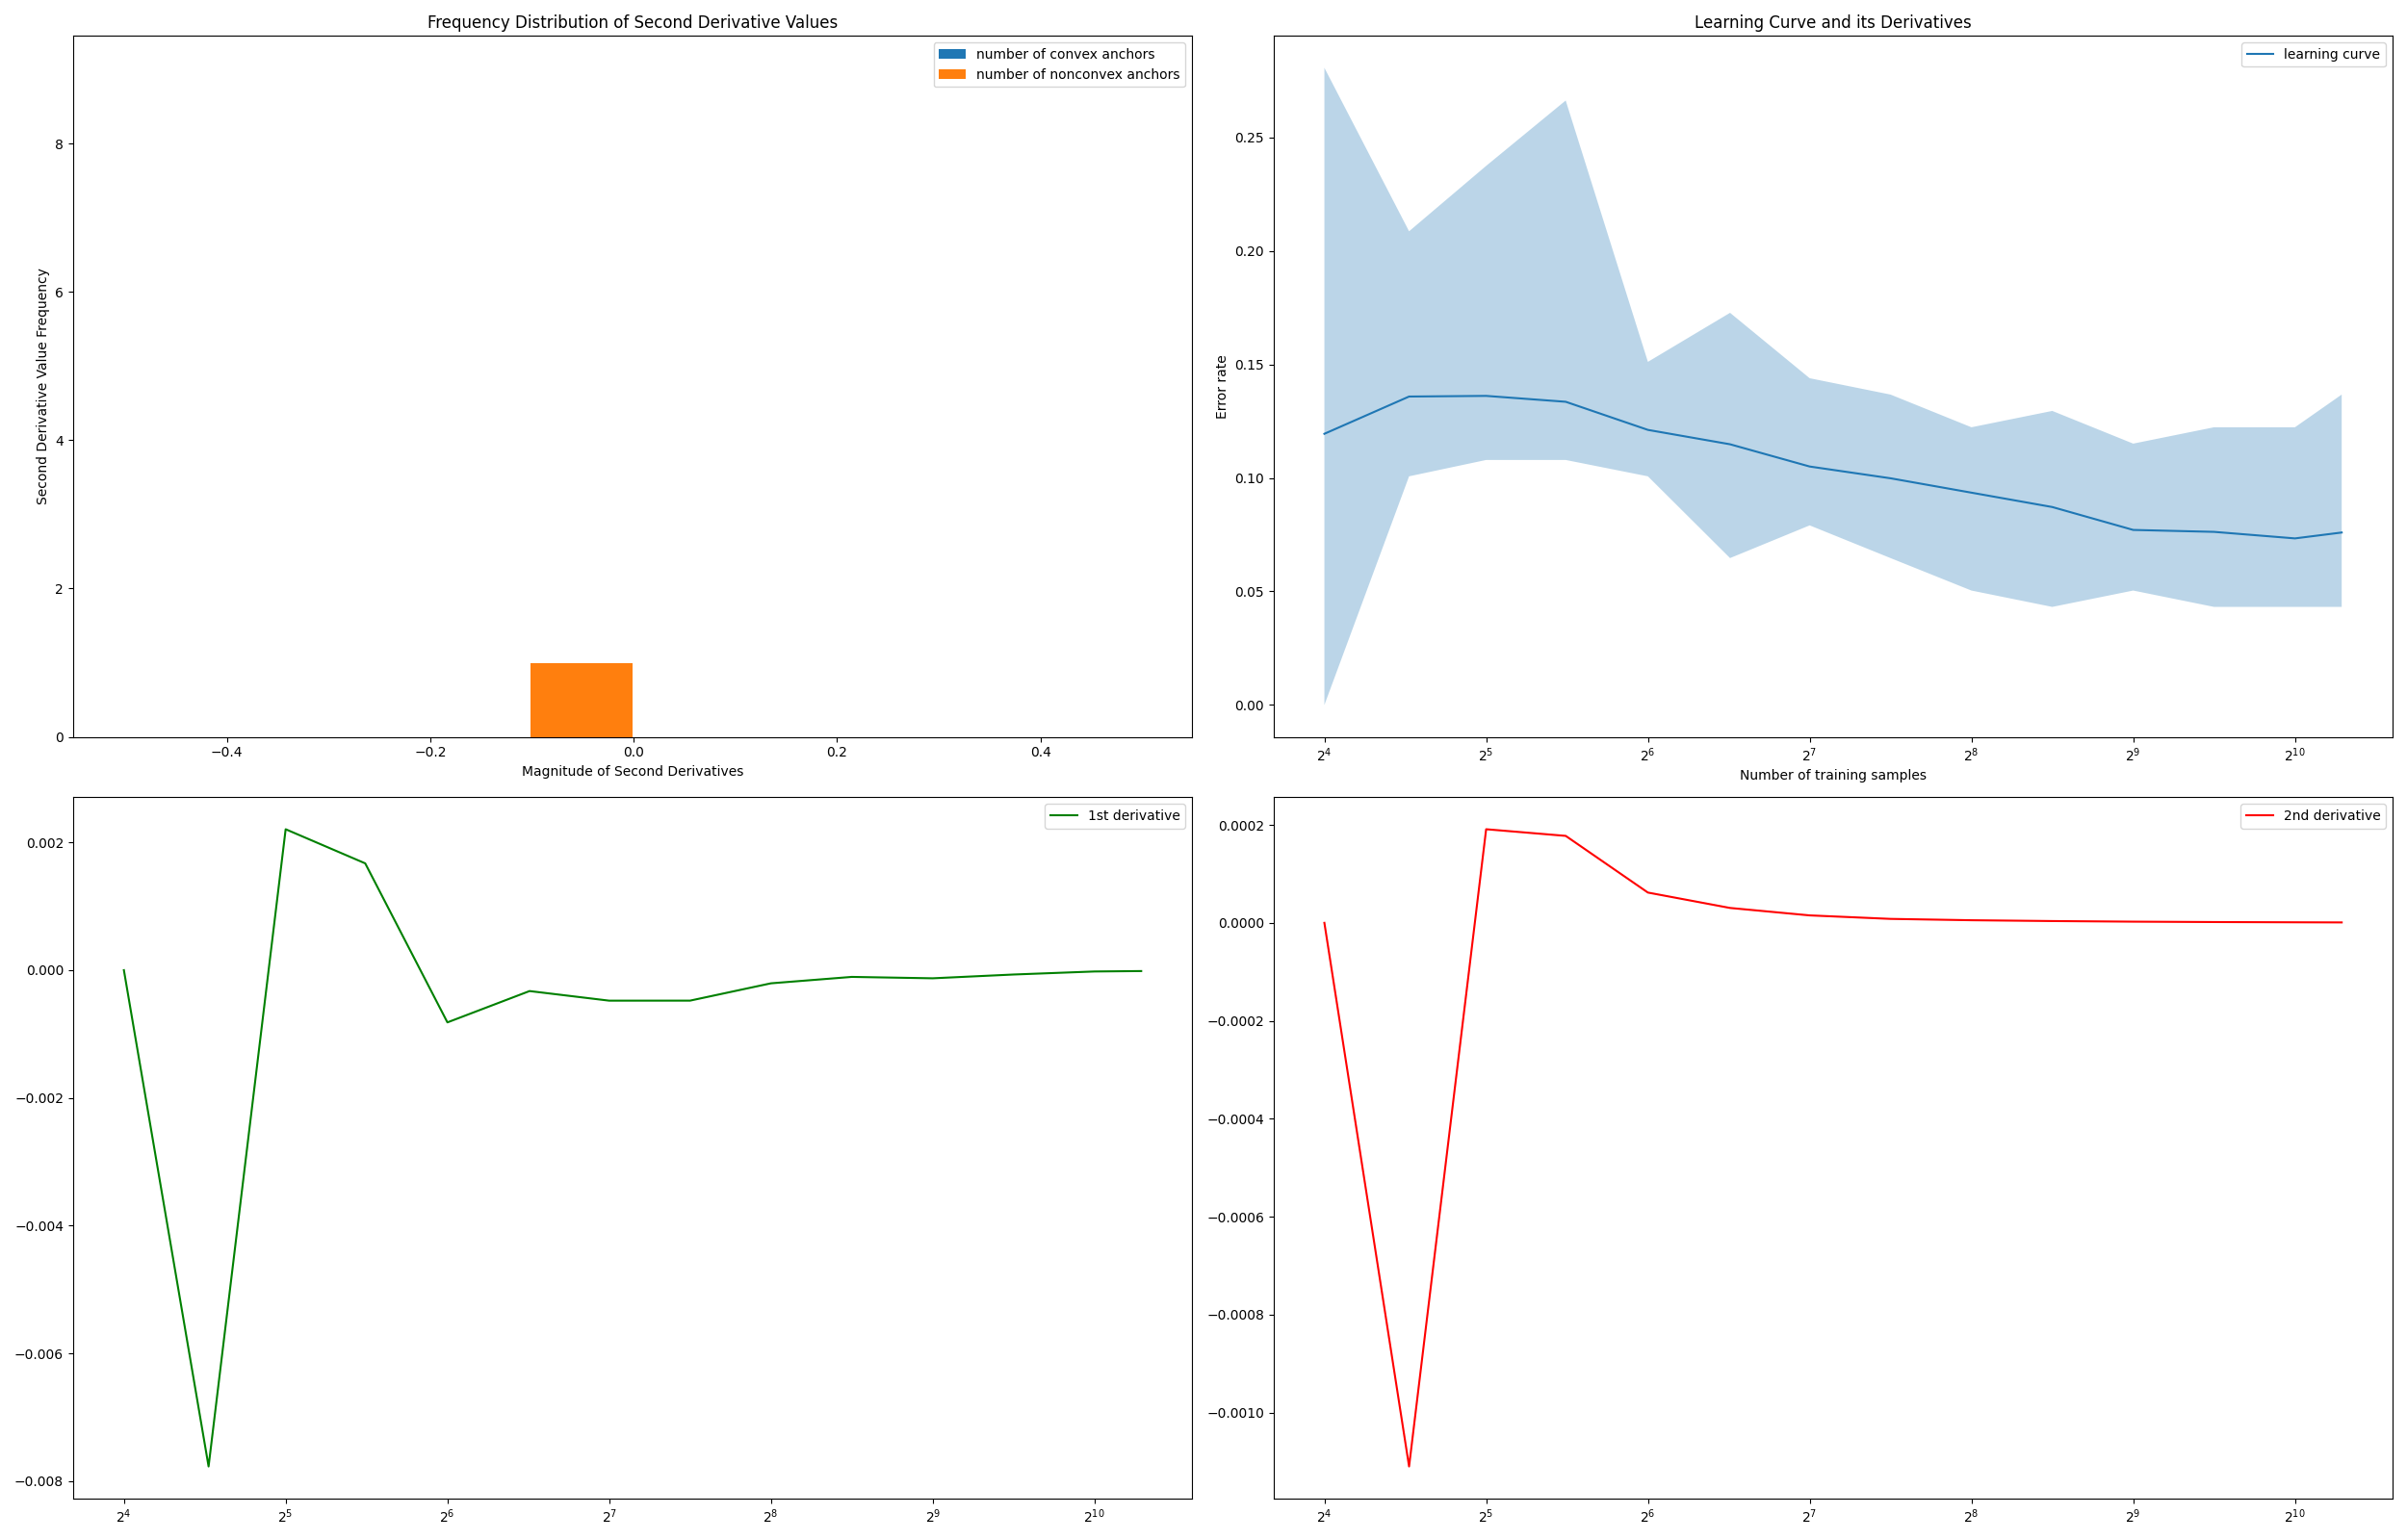 Frequency Distribution of Second Derivative Values
number of convex anchors
number of nonconvex anchors
Second Derivative Value Frequency
8
6
4
2
0
−0.4 −0.2 0.0 0.2 0.4
Magnitude of Second Derivatives
Learning Curve and its Derivatives
learning curve
Error rate
0.25
0.20
0.15
0.10
0.05
0.00
2⁴ 2⁵ 2⁶ 2⁷ 2⁸ 2⁹ 2¹⁰
Number of training samples
1st derivative
0.002
0.000
−0.002
−0.004
−0.006
−0.008
2⁴ 2⁵ 2⁶ 2⁷ 2⁸ 2⁹ 2¹⁰
2nd derivative
0.0002
0.0000
−0.0002
−0.0004
−0.0006
−0.0008
−0.0010
2⁴ 2⁵ 2⁶ 2⁷ 2⁸ 2⁹ 2¹⁰